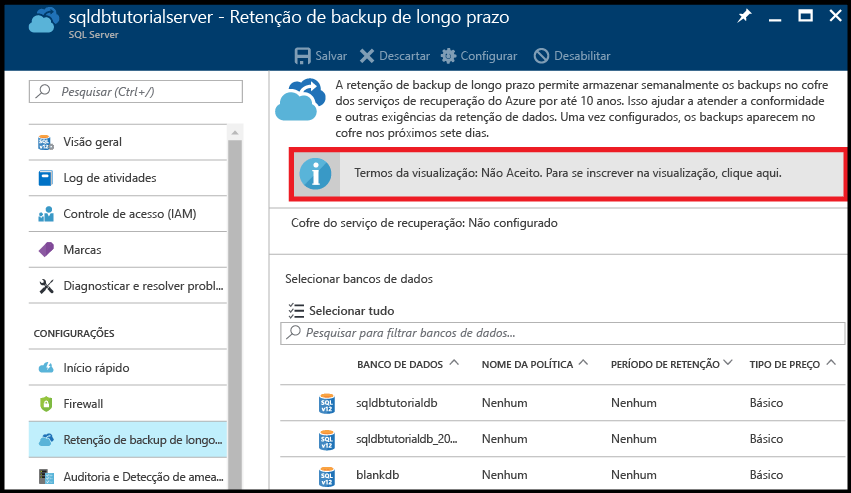 sqldbtutorialserver - Retenção de backup de longo prazo
SQL Server
Salvar Descartar Configurar Desabilitar
Pesquisar (Ctrl+/)
Visão geral
Log de atividades
Controle de acesso (IAM)
Marcas
Diagnosticar e resolver probl...
CONFIGURAÇÕES
Início rápido
Firewall
Retenção de backup de longo...
Auditoria e Detecção de amea...
A retenção de backup de longo prazo permite armazenar semanalmente os backups no cofre
dos serviços de recuperação do Azure por até 10 anos. Isso ajudar a atender a conformidade
e outras exigências da retenção de dados. Uma vez configurados, os backups aparecem no
cofre nos próximos sete dias.
Termos da visualização: Não Aceito. Para se inscrever na visualização, clique aqui.
Cofre do serviço de recuperação: Não configurado
Selecionar bancos de dados
Selecionar tudo
Pesquisar para filtrar bancos de dados...
BANCO DE DADOS NOME DA POLÍTICA PERÍODO DE RETENÇÃO TIPO DE PREÇO
SQL v12 sqldbtutorialdb Nenhum Nenhum Básico
SQL v12 sqldbtutorialdb_20... Nenhum Nenhum Básico
SQL v12 blankdb Nenhum Nenhum Básico